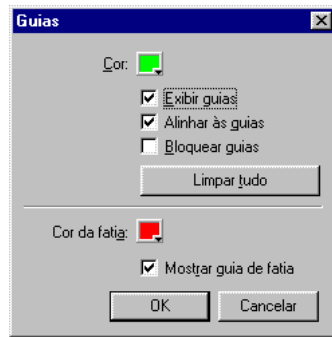 Guias
Cor:
Exibir guias
Alinhar às guias
Bloquear guias
Limpar tudo
Cor da fatia:
Mostrar guia de fatia
OK Cancelar